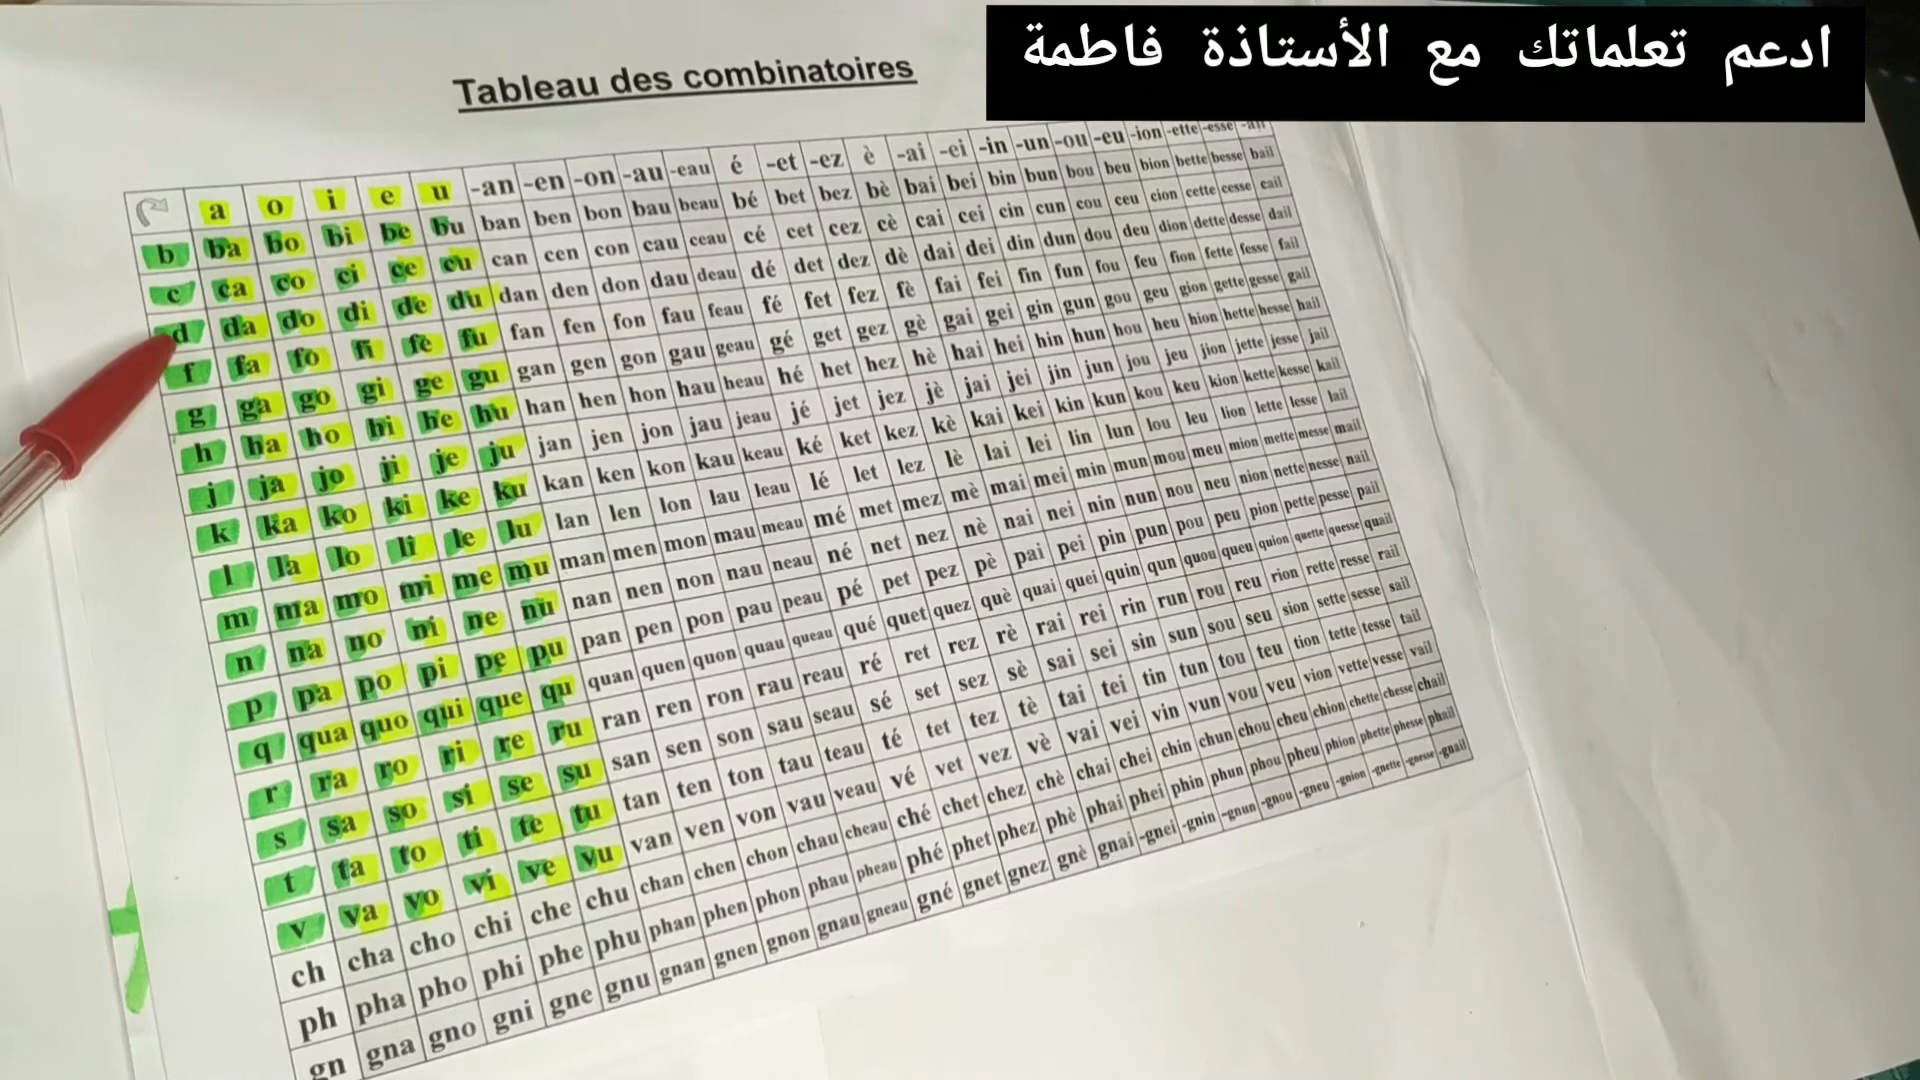 ادعم تعلماتك مع الأستاذة فاطمة
Tableau des combinatoires
a o i e u -an -en -on -au -eau é -et -ez è -ai -ei -in -un -ou -eu -ion -ette -esse -ail
b ba bo bi be bu ban ben bon bau beau bé bet bez bè bai bei bin bun bou beu bion bette besse bail
c ca co ci ce cu can cen con cau ceau cé cet cez cè cai cei cin cun cou ceu cion cette cesse cail
d da do di de du dan den don dau deau dé det dez dè dai dei din dun dou deu dion dette desse dail
f fa fo fi fe fu fan fen fon fau feau fé fet fez fè fai fei fin fun fou feu fion fette fesse fail
g ga go gi ge gu gan gen gon gau geau gé get gez gè gai gei gin gun gou geu gion gette gesse gail
h ha ho hi he hu han hen hon hau heau hé het hez hè hai hei hin hun hou heu hion hette hesse hail
j ja jo ji je ju jan jen jon jau jeau jé jet jez jè jai jei jin jun jou jeu jion jette jesse jail
k ka ko ki ke ku kan ken kon kau keau ké ket kez kè kai kei kin kun kou keu kion kette kesse kail
l la lo li le lu lan len lon lau leau lé let lez lè lai lei lin lun lou leu lion lette lesse lail
m ma mo mi me mu man men mon mau meau mé met mez mè mai mei min mun mou meu mion mette messe mail
n na no ni ne nu nan nen non nau neau né net nez nè nai nei nin nun nou neu nion nette nesse nail
p pa po pi pe pu pan pen pon pau peau pé pet pez pè pai pei pin pun pou peu pion pette pesse pail
q qua quo qui que qu quan quen quon quau queau qué quet quez què quai quei quin qun quou queu quion quette quesse quail
r ra ro ri re ru ran ren ron rau reau ré ret rez rè rai rei rin run rou reu rion rette resse rail
s sa so si se su san sen son sau seau sé set sez sè sai sei sin sun sou seu sion sette sesse sail
t ta to ti te tu tan ten ton tau teau té tet tez tè tai tei tin tun tou teu tion tette tesse tail
v va vo vi ve vu van ven von vau veau vé vet vez vè vai vei vin vun vou veu vion vette vesse vail
ch cha cho chi che chu chan chen chon chau cheau ché chet chez chè chai chei chin chun chou cheu chion chette chesse chail
ph pha pho phi phe phu phan phen phon phau pheau phé phet phez phè phai phei phin phun phou pheu phion phette phesse phail
gn gna gno gni gne gnu gnan gnen gnon gnau gneau gné gnet gnez gnè gnai -gnei -gnin -gnun -gnou -gneu -gnion -gnette -gnesse -gnail